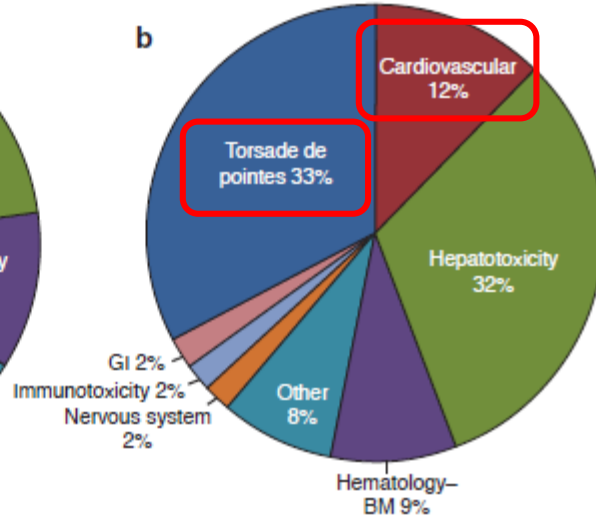 b
Cardiovascular
12%
Torsade de
pointes 33%
y
Hepatotoxicity
32%
GI 2%
Immunotoxicity 2%
Nervous system
2%
Other
8%
Hematology–
BM 9%